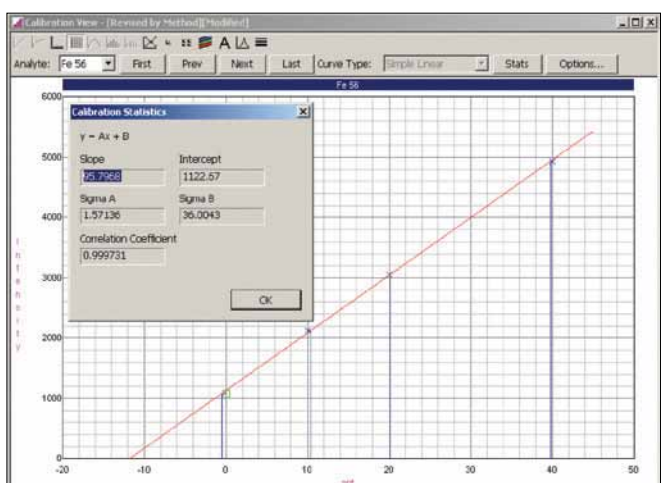 Calibration View - [Revised by Method][Modified]
Analyte: Fe 56 First Prev Next Last Curve Type: Simple Linear Stats Options...
Fe 56
Calibration Statistics
y = Ax + B
Slope Intercept
95.7968 1122.67
Sigma A Sigma B
1.57136 36.0043
Correlation Coefficient
0.999731
OK
Intensity
6000
5000
4000
3000
2000
1000
0
-20 -10 0 10 20 30 40 50